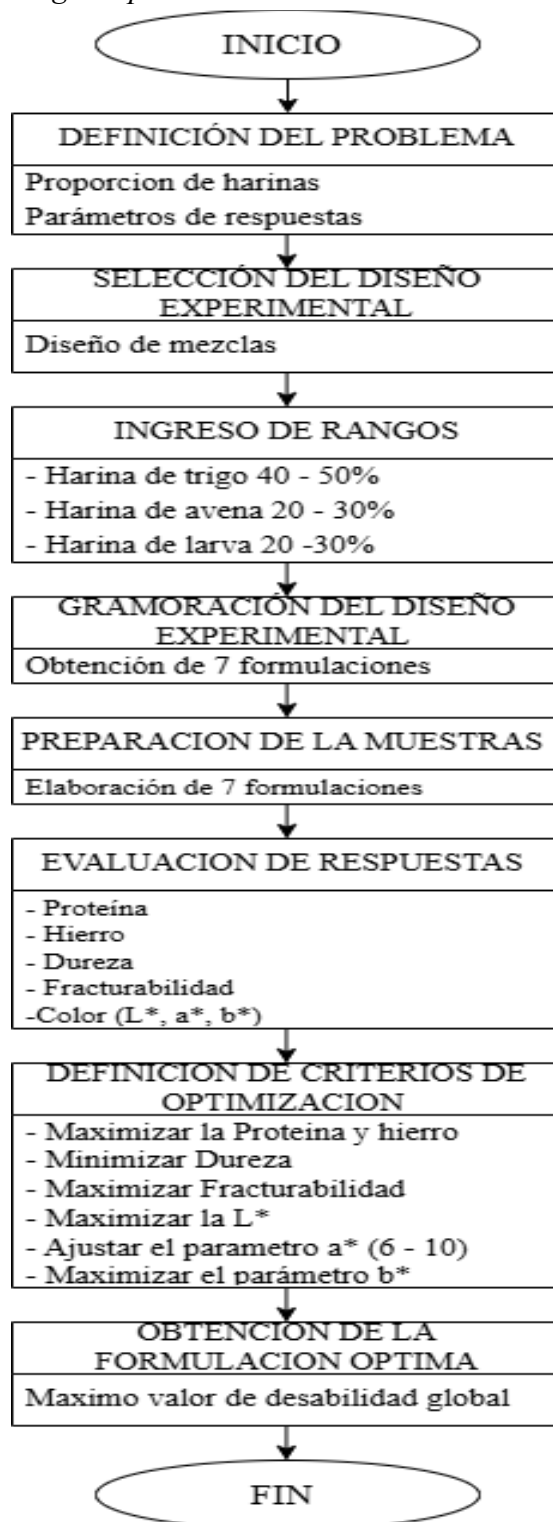 INICIO
DEFINICIÓN DEL PROBLEMA
Proporcion de harinas
Parámetros de respuestas
SELECCIÓN DEL DISEÑO
EXPERIMENTAL
Diseño de mezclas
INGRESO DE RANGOS
- Harina de trigo 40 - 50%
- Harina de avena 20 - 30%
- Harina de larva 20 -30%
GRAMORACIÓN DEL DISEÑO
EXPERIMENTAL
Obtención de 7 formulaciones
PREPARACION DE LA MUESTRAS
Elaboración de 7 formulaciones
EVALUACION DE RESPUESTAS
- Proteína
- Hierro
- Dureza
- Fracturabilidad
-Color (L*, a*, b*)
DEFINICION DE CRITERIOS DE
OPTIMIZACION
- Maximizar la Proteina y hierro
- Minimizar Dureza
- Maximizar Fracturabilidad
- Maximizar la L*
- Ajustar el parametro a* (6 - 10)
- Maximizar el parámetro b*
OBTENCIÓN DE LA
FORMULACION OPTIMA
Maximo valor de desabilidad global
FIN